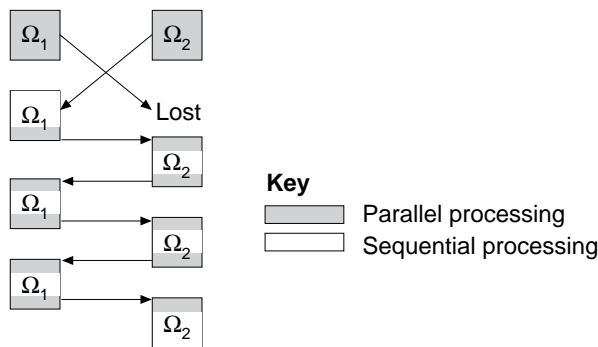 Ω1 Ω2
Ω1 Lost
Ω2
Ω1
Ω2
Ω1
Ω2
Key
Parallel processing
Sequential processing